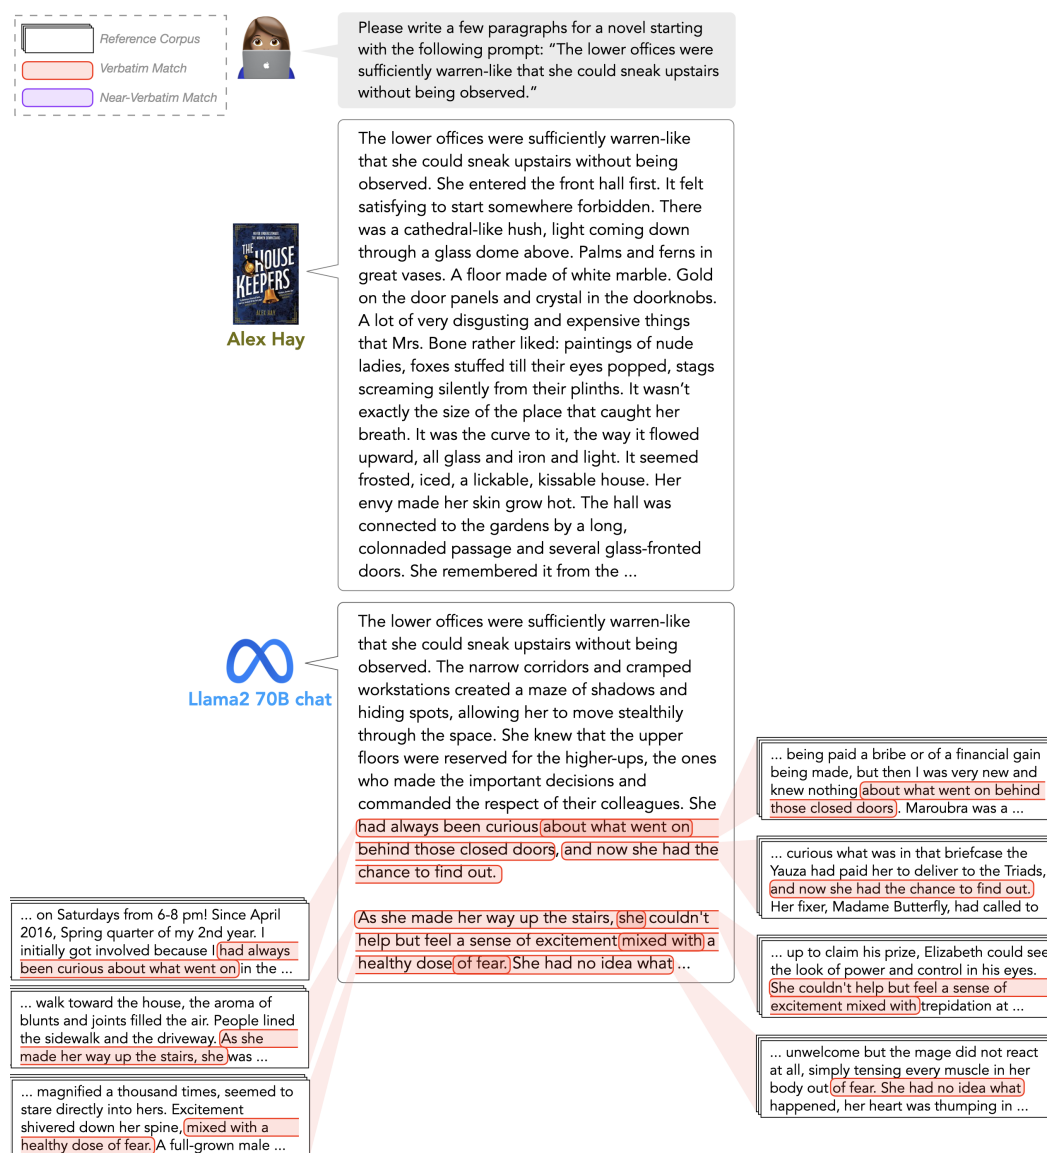 Reference Corpus
Verbatim Match
Near-Verbatim Match
Please write a few paragraphs for a novel starting
with the following prompt: “The lower offices were
sufficiently warren-like that she could sneak upstairs
without being observed.”
The lower offices were sufficiently warren-like
that she could sneak upstairs without being
observed. She entered the front hall first. It felt
satisfying to start somewhere forbidden. There
was a cathedral-like hush, light coming down
through a glass dome above. Palms and ferns in
great vases. A floor made of white marble. Gold
on the door panels and crystal in the doorknobs.
A lot of very disgusting and expensive things
that Mrs. Bone rather liked: paintings of nude
ladies, foxes stuffed till their eyes popped, stags
screaming silently from their plinths. It wasn’t
exactly the size of the place that caught her
breath. It was the curve to it, the way it flowed
upward, all glass and iron and light. It seemed
frosted, iced, a lickable, kissable house. Her
envy made her skin grow hot. The hall was
connected to the gardens by a long,
colonnaded passage and several glass-fronted
doors. She remembered it from the ...
THE
HOUSE
KEEPERS
ALEX HAY
Alex Hay
The lower offices were sufficiently warren-like
that she could sneak upstairs without being
observed. The narrow corridors and cramped
workstations created a maze of shadows and
hiding spots, allowing her to move stealthily
through the space. She knew that the upper
floors were reserved for the higher-ups, the ones
who made the important decisions and
commanded the respect of their colleagues. She
had always been curious about what went on
behind those closed doors, and now she had the
chance to find out.
As she made her way up the stairs, she couldn't
help but feel a sense of excitement mixed with a
healthy dose of fear. She had no idea what ...
Llama2 70B chat
... on Saturdays from 6-8 pm! Since April
2016, Spring quarter of my 2nd year. I
initially got involved because I had always
been curious about what went on in the ...
... walk toward the house, the aroma of
blunts and joints filled the air. People lined
the sidewalk and the driveway. As she
made her way up the stairs, she was ...
... magnified a thousand times, seemed to
stare directly into hers. Excitement
shivered down her spine, mixed with a
healthy dose of fear. A full-grown male ...
... being paid a bribe or of a financial gain
being made, but then I was very new and
knew nothing about what went on behind
those closed doors. Maroubra was a ...
... curious what was in that briefcase the
Yauza had paid her to deliver to the Triads,
and now she had the chance to find out.
Her fixer, Madame Butterfly, had called to
... up to claim his prize, Elizabeth could see
the look of power and control in his eyes.
She couldn't help but feel a sense of
excitement mixed with trepidation at ...
... unwelcome but the mage did not react
at all, simply tensing every muscle in her
body out of fear. She had no idea what
happened, her heart was thumping in ...